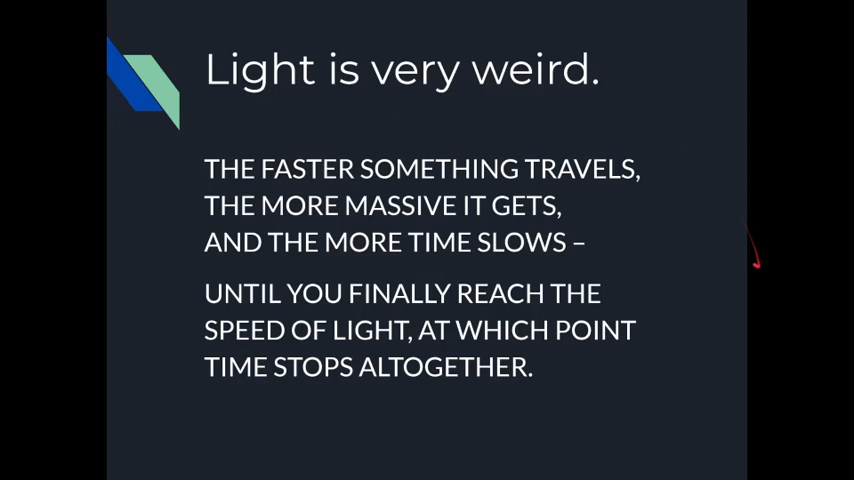 Light is very weird.
THE FASTER SOMETHING TRAVELS,
THE MORE MASSIVE IT GETS,
AND THE MORE TIME SLOWS –
UNTIL YOU FINALLY REACH THE
SPEED OF LIGHT, AT WHICH POINT
TIME STOPS ALTOGETHER.